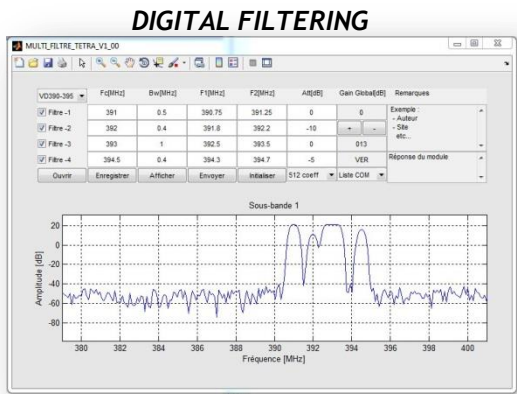 DIGITAL FILTERING
MULTI_FILTRE_TETRA_V1_00
VD390-395 Fc[MHz] Bw[MHz] F1[MHz] F2[MHz] Att[dB] Gain Global[dB] Remarques
Filtre -1 391 0.5 390.75 391.25 0 0 Exemple :
- Auteur
Filtre -2 392 0.4 391.8 392.2 -10 + - - Site
etc...
Filtre -3 393 1 392.5 393.5 0 013
Filtre -4 394.5 0.4 394.3 394.7 -5 VER Réponse du module
Ouvrir Enregistrer Afficher Envoyer Initialiser 512 coeff Liste COM
Sous-bande 1
20
0
-20
-40
-60
-80
Amplitude [dB]
380 382 384 386 388 390 392 394 396 398 400
Fréquence [MHz]